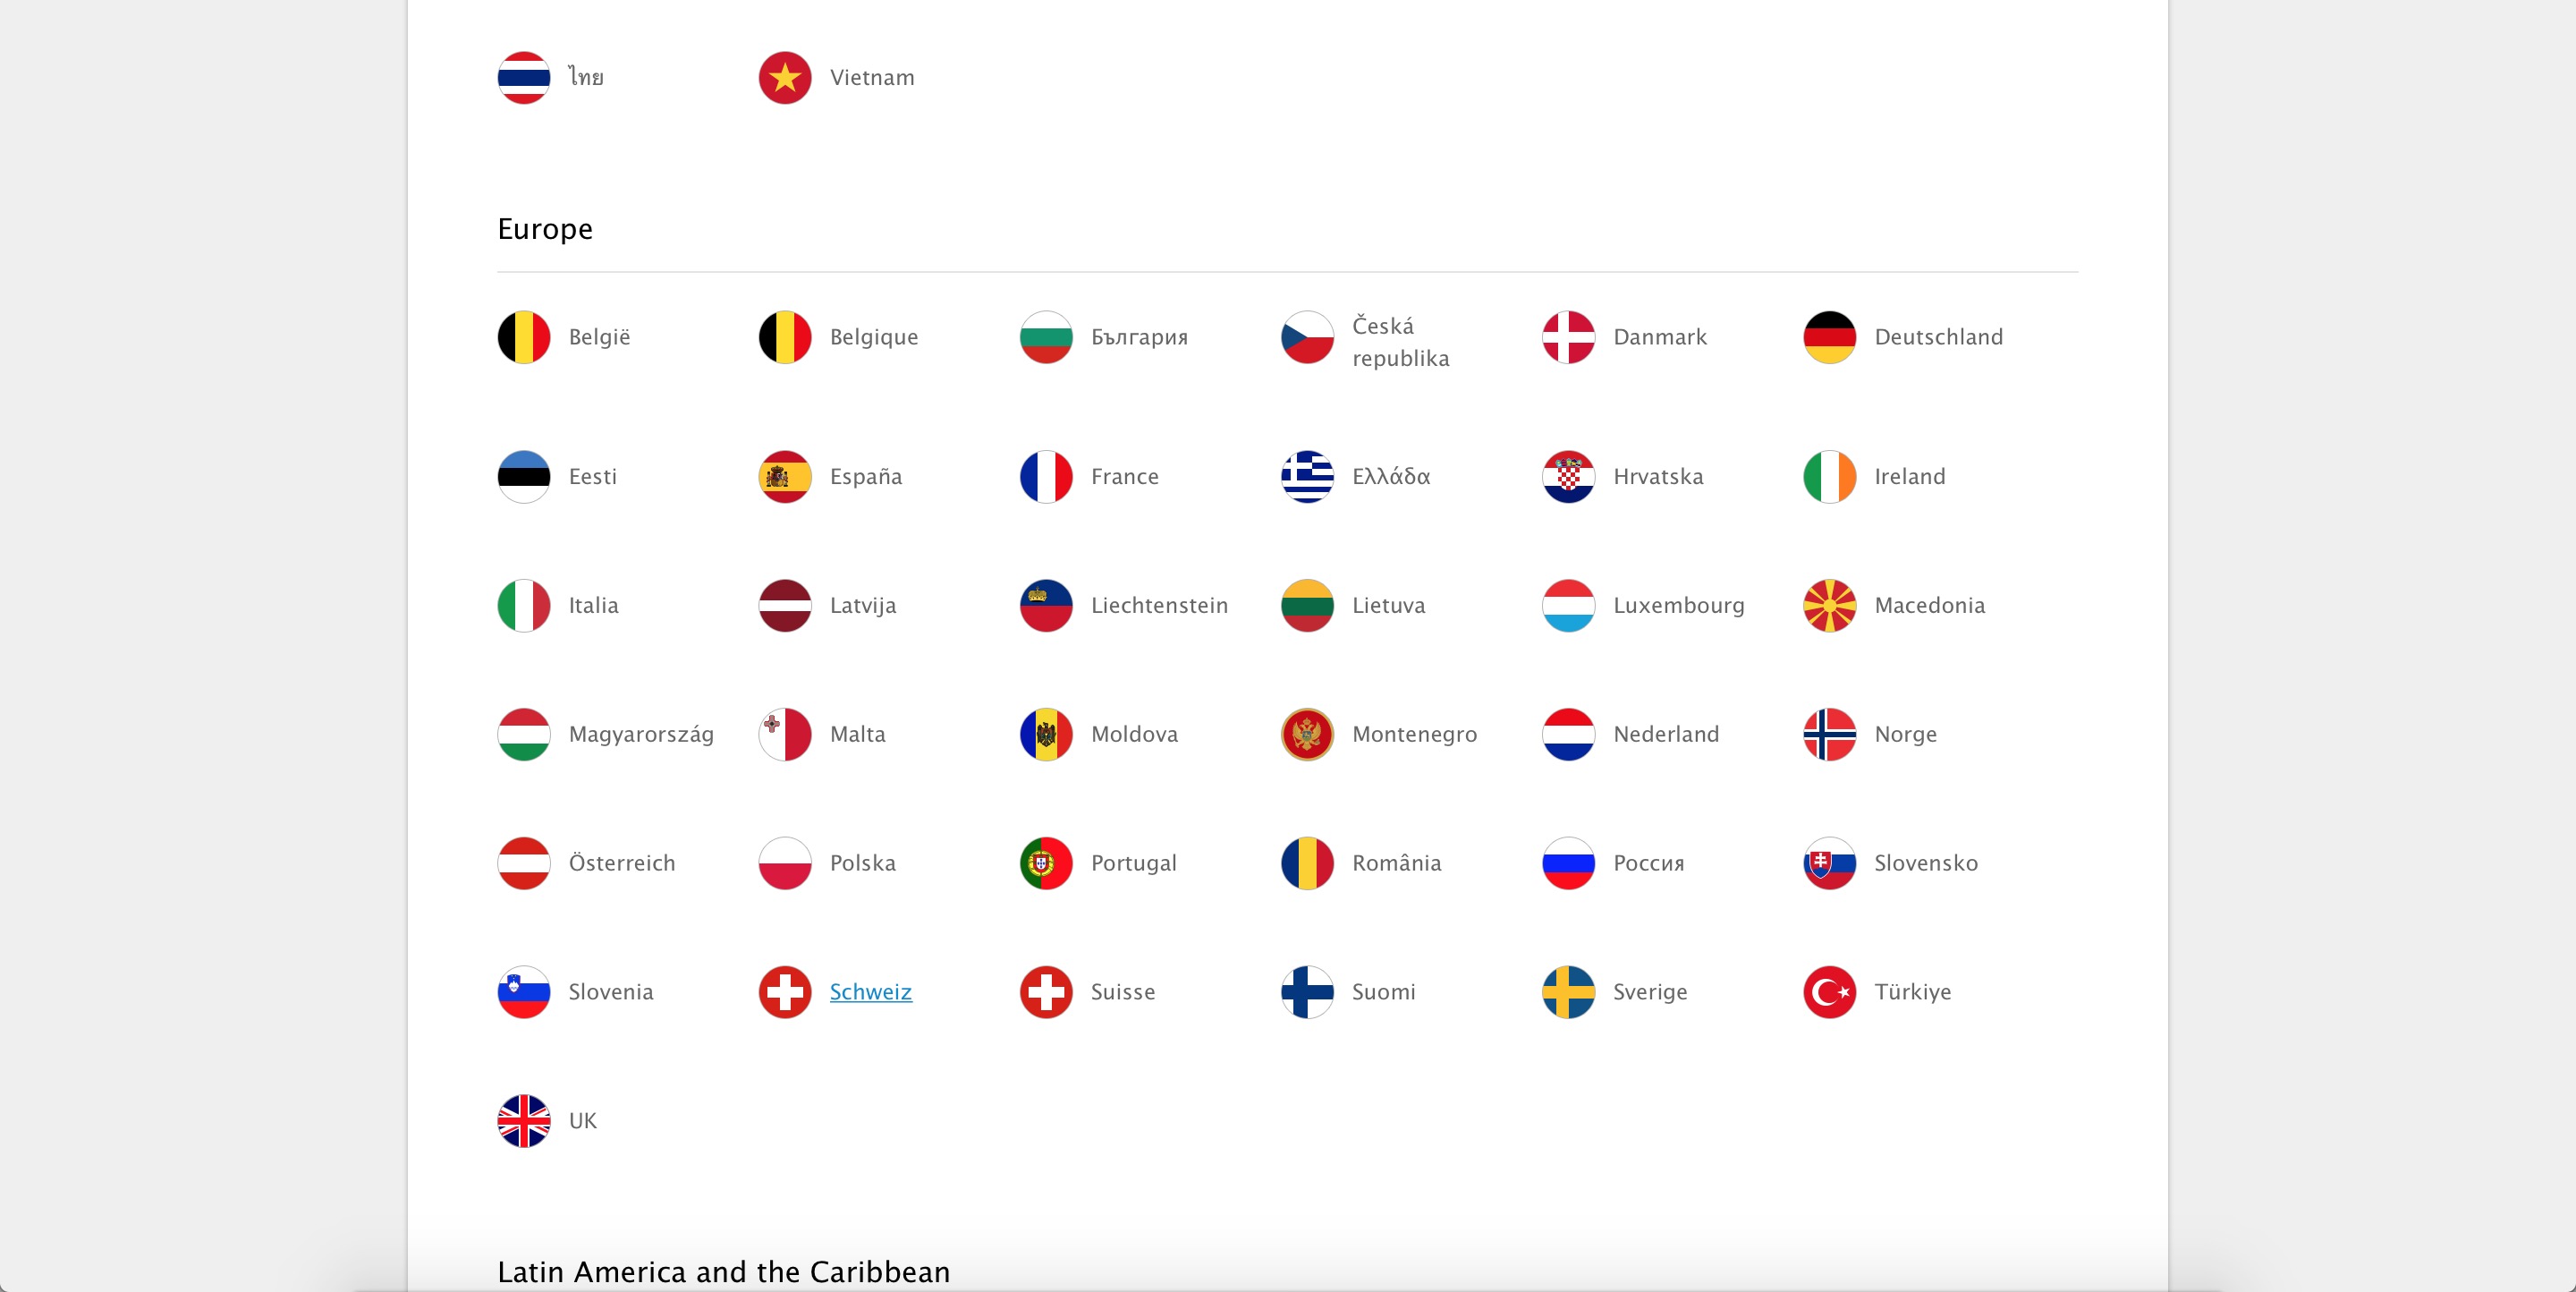 ไทย
Vietnam
Europe
België
Belgique
България
Česká
republika
Danmark
Deutschland
Eesti
España
France
Ελλάδα
Hrvatska
Ireland
Italia
Latvija
Liechtenstein
Lietuva
Luxembourg
Macedonia
Magyarország
Malta
Moldova
Montenegro
Nederland
Norge
Österreich
Polska
Portugal
România
Россия
Slovensko
Slovenia
Schweiz
Suisse
Suomi
Sverige
Türkiye
UK
Latin America and the Caribbean